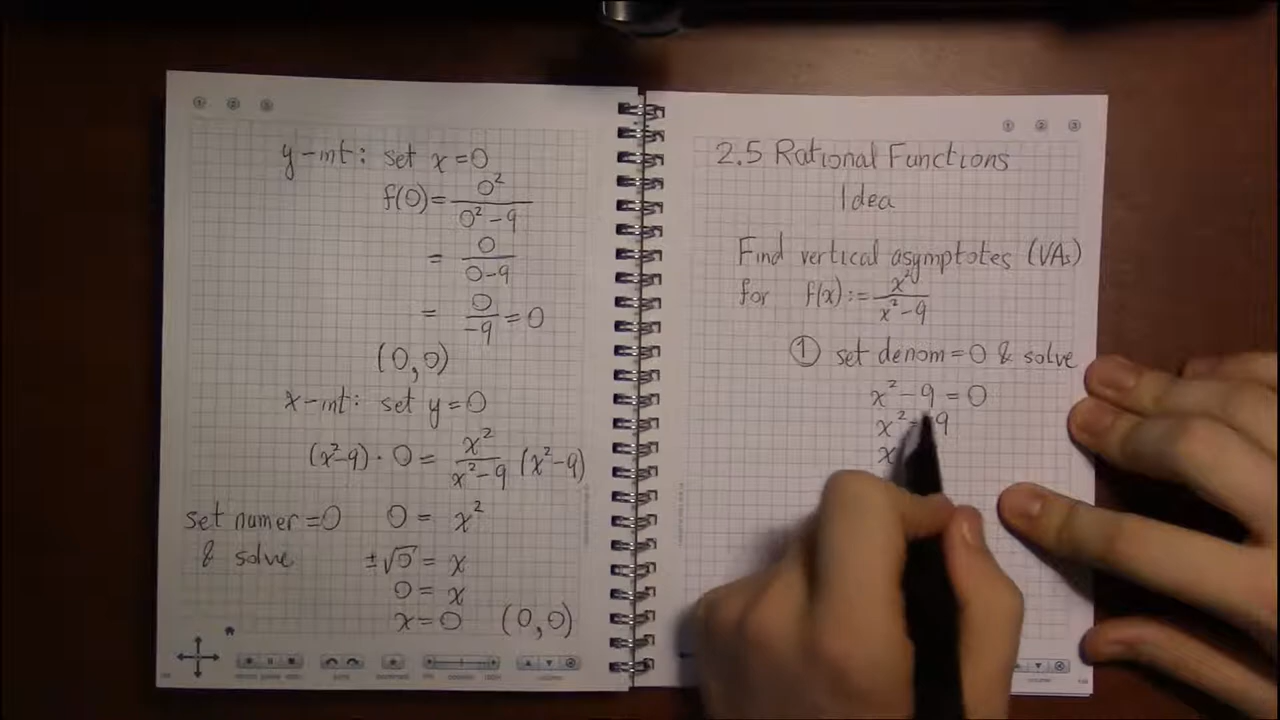 y-int: set x=0
f(0)= 0²/(0²-9)
= 0/(0-9)
= 0/-9 = 0
(0,0)
x-int: set y=0
(x²-9)· 0 = x²/(x²-9) (x²-9)
set numer=0 0 = x²
& solve ±√0 = x
0 = x
x=0 (0,0)
2.5 Rational Functions
Idea
Find vertical asymptotes (VAs)
for f(x):= x²/(x²-9)
① set denom=0 & solve
x²-9=0
x² 9
x